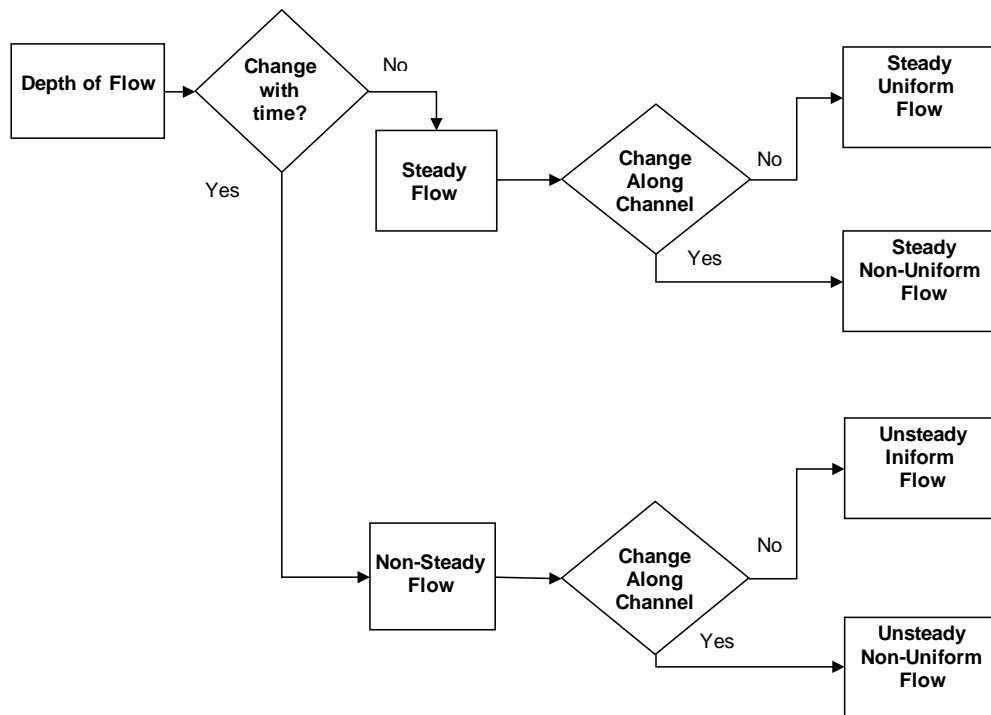 Depth of Flow
Change
with
time?
No
Yes
Steady
Flow
Change
Along
Channel
No
Yes
Steady
Uniform
Flow
Steady
Non-Uniform
Flow
Non-Steady
Flow
Change
Along
Channel
No
Yes
Unsteady
Iniform
Flow
Unsteady
Non-Uniform
Flow